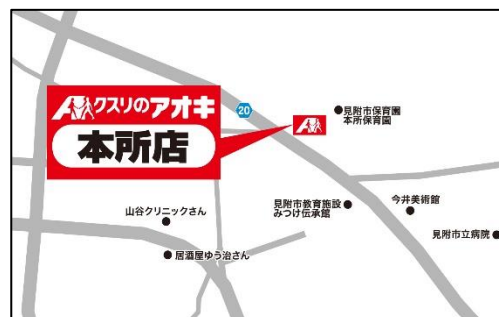 クスリのアオキ
本所店
20
見附市保育園
本所保育園
山谷クリニックさん
見附市教育施設
みつけ伝承館
今井美術館
居酒屋ゆう治さん
見附市立病院